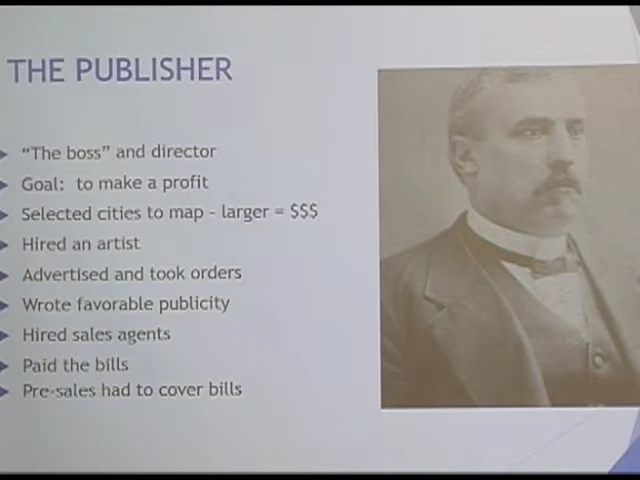 THE PUBLISHER
“The boss” and director
Goal: to make a profit
Selected cities to map - larger = $$$
Hired an artist
Advertised and took orders
Wrote favorable publicity
Hired sales agents
Paid the bills
Pre-sales had to cover bills